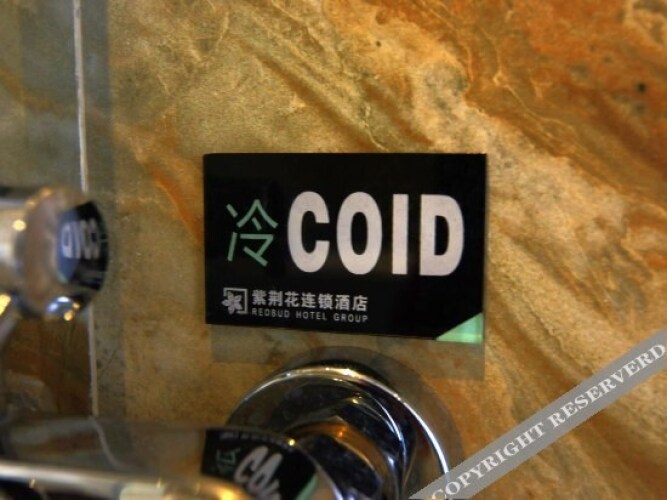 冷COID
紫荆花连锁酒店
REDBUD HOTEL GROUP
COPYRIGHT RESERVERD